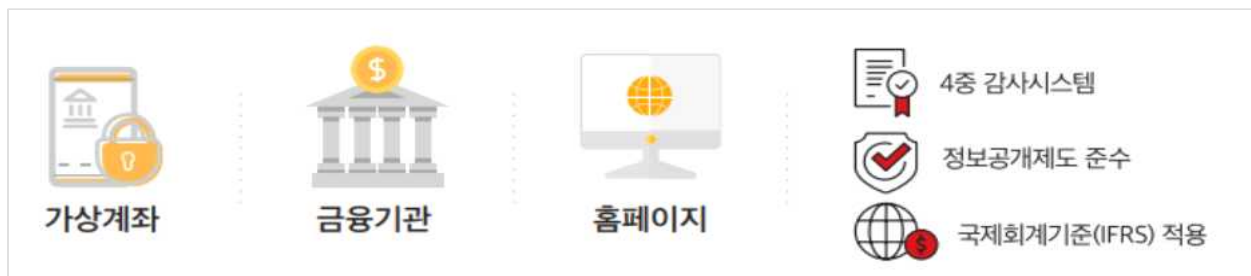 가상계좌
금융기관
홈페이지
4중 감사시스템
정보공개제도 준수
국제회계기준(IFRS) 적용